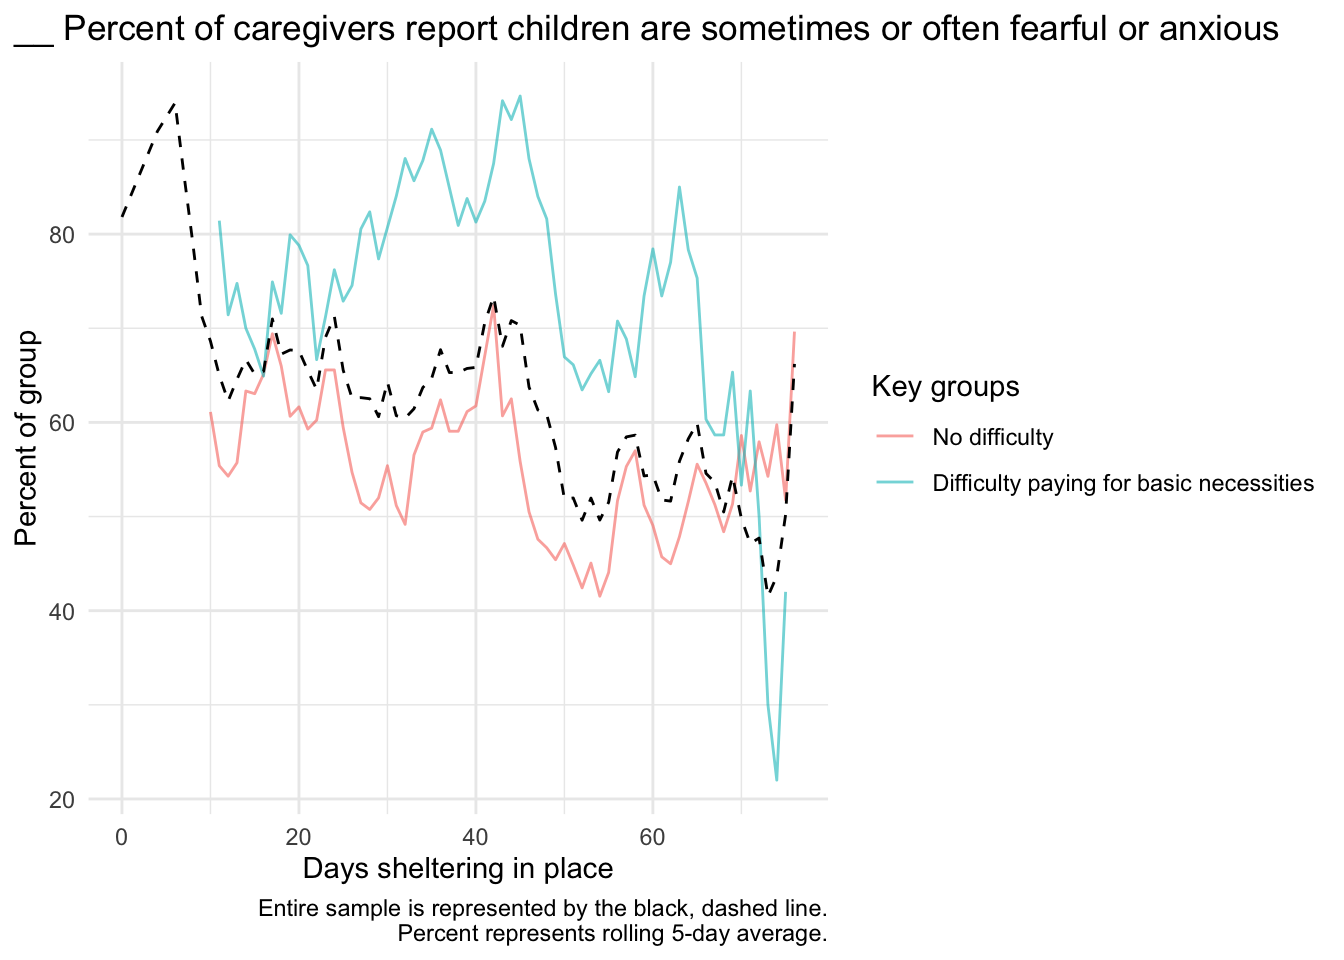 __ Percent of caregivers report children are sometimes or often fearful or anxious
Percent of group
80
60
40
20
0 20 40 60
Days sheltering in place
Key groups
No difficulty
Difficulty paying for basic necessities
Entire sample is represented by the black, dashed line.
Percent represents rolling 5-day average.